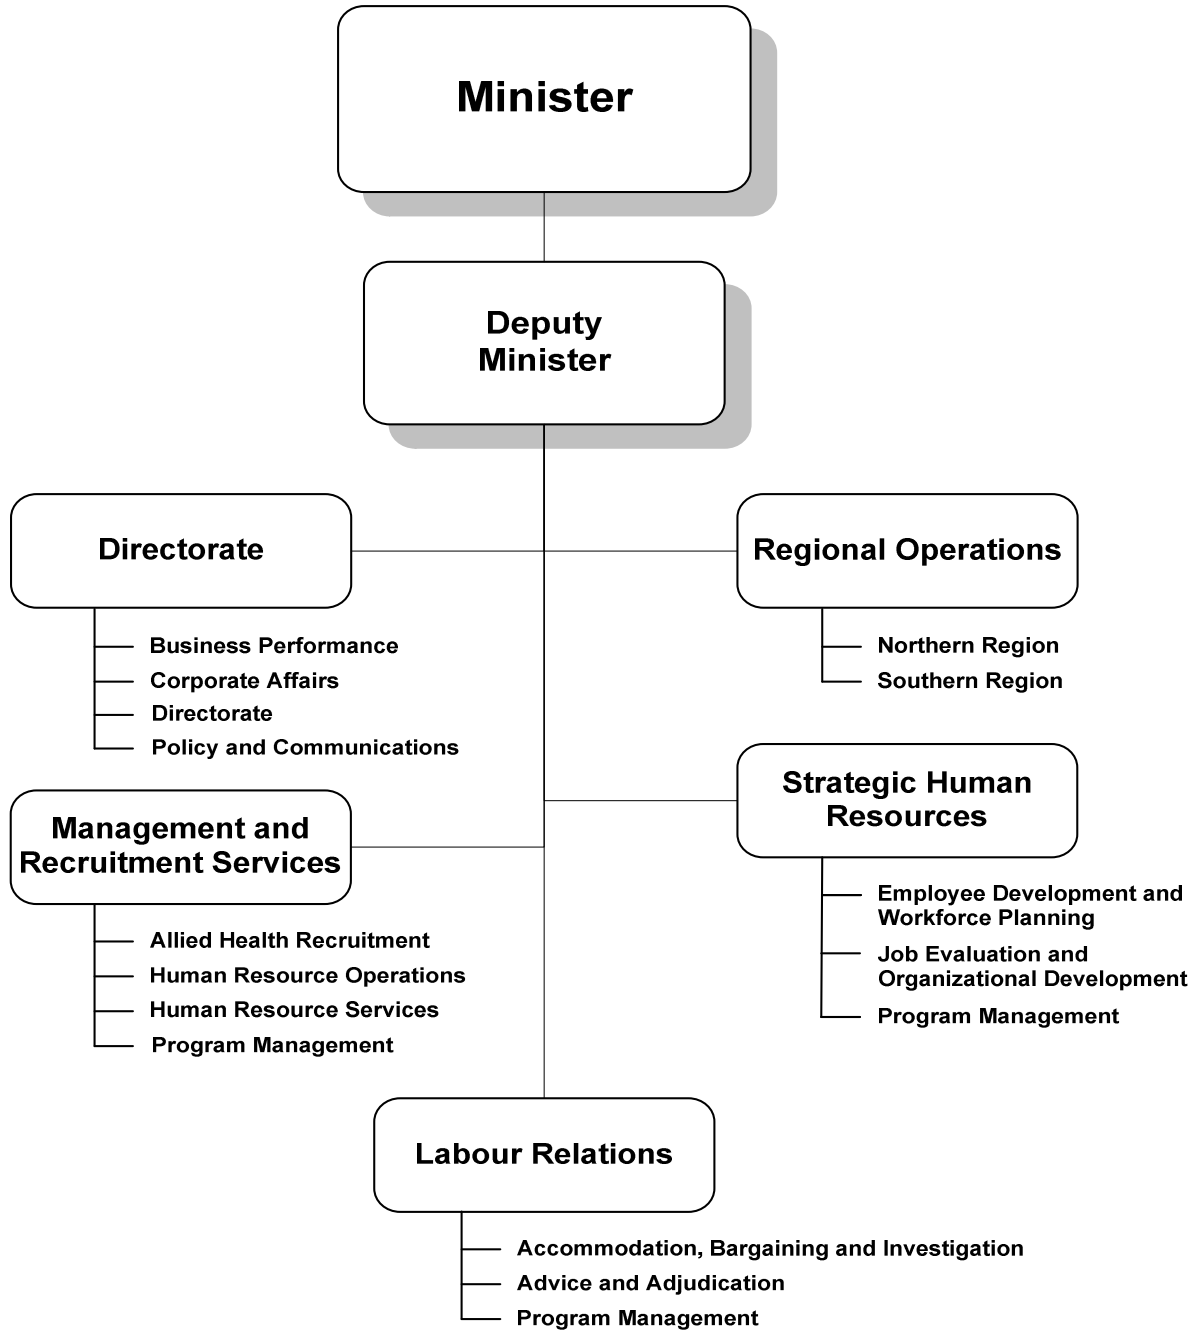 Minister
Deputy
Minister
Directorate
Business Performance
Corporate Affairs
Directorate
Policy and Communications
Regional Operations
Northern Region
Southern Region
Management and
Recruitment Services
Allied Health Recruitment
Human Resource Operations
Human Resource Services
Program Management
Strategic Human
Resources
Employee Development and
Workforce Planning
Job Evaluation and
Organizational Development
Program Management
Labour Relations
Accommodation, Bargaining and Investigation
Advice and Adjudication
Program Management